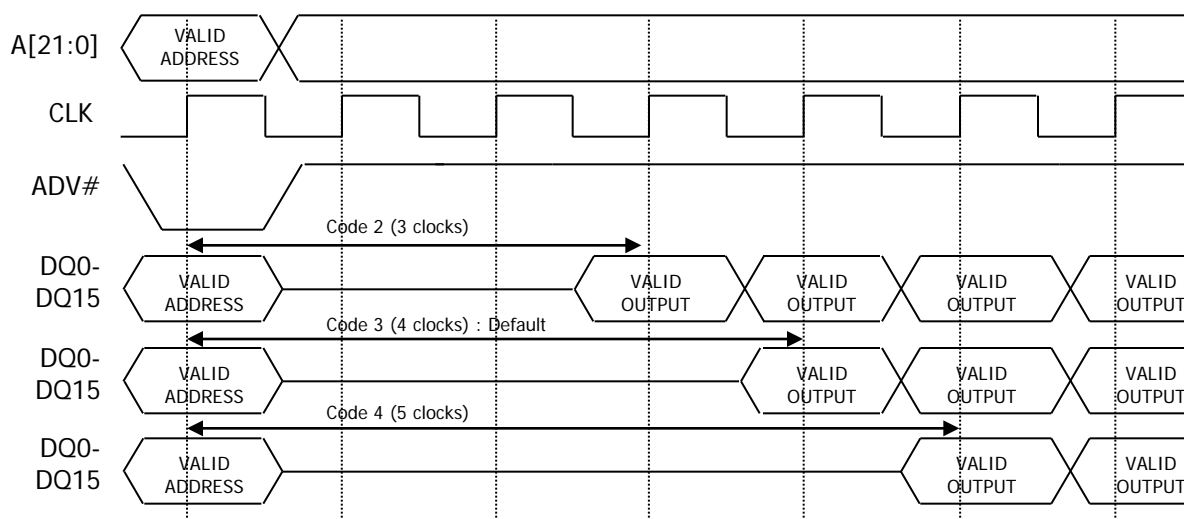 A[21:0]
VALID
ADDRESS
CLK
ADV#
Code 2 (3 clocks)
DQ0-
DQ15
VALID
ADDRESS
VALID
OUTPUT
VALID
OUTPUT
VALID
OUTPUT
VALID
OUTPUT
Code 3 (4 clocks) : Default
DQ0-
DQ15
VALID
ADDRESS
VALID
OUTPUT
VALID
OUTPUT
VALID
OUTPUT
Code 4 (5 clocks)
DQ0-
DQ15
VALID
ADDRESS
VALID
OUTPUT
VALID
OUTPUT